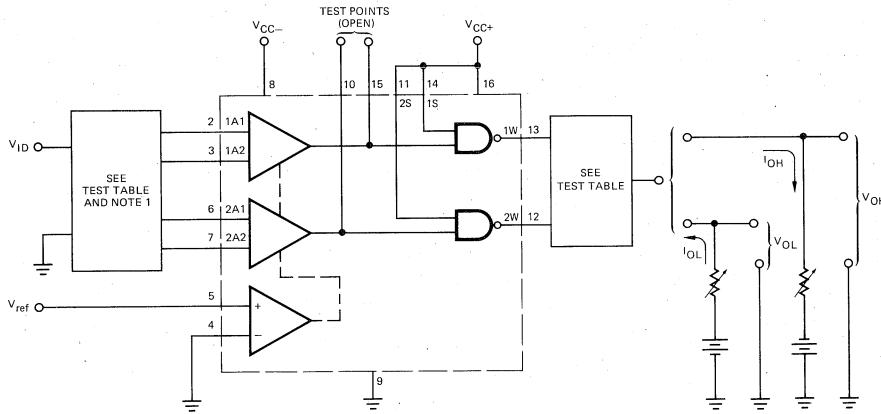 TEST POINTS
(OPEN)
VCC–
VCC+
8
10
15
11
14
16
2S
1S
2
1A1
3
1A2
VID
SEE
TEST TABLE
AND NOTE 1
6
2A1
7
2A2
Vref
5
+
4
–
9
1W
13
2W
12
SEE
TEST TABLE
IOH
IOL
VOL
VOH